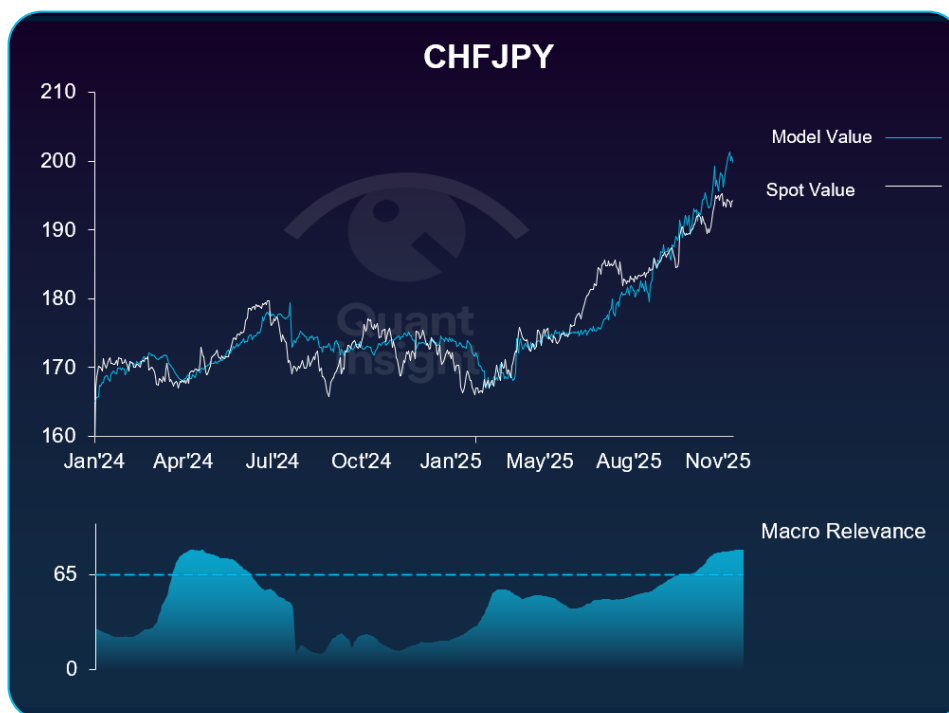 CHFJPY
210
200
190
180
170
160
Model Value
Spot Value
Quant
Insight
Jan'24 Apr'24 Jul'24 Oct'24 Jan'25 May'25 Aug'25 Nov'25
Macro Relevance
65
0